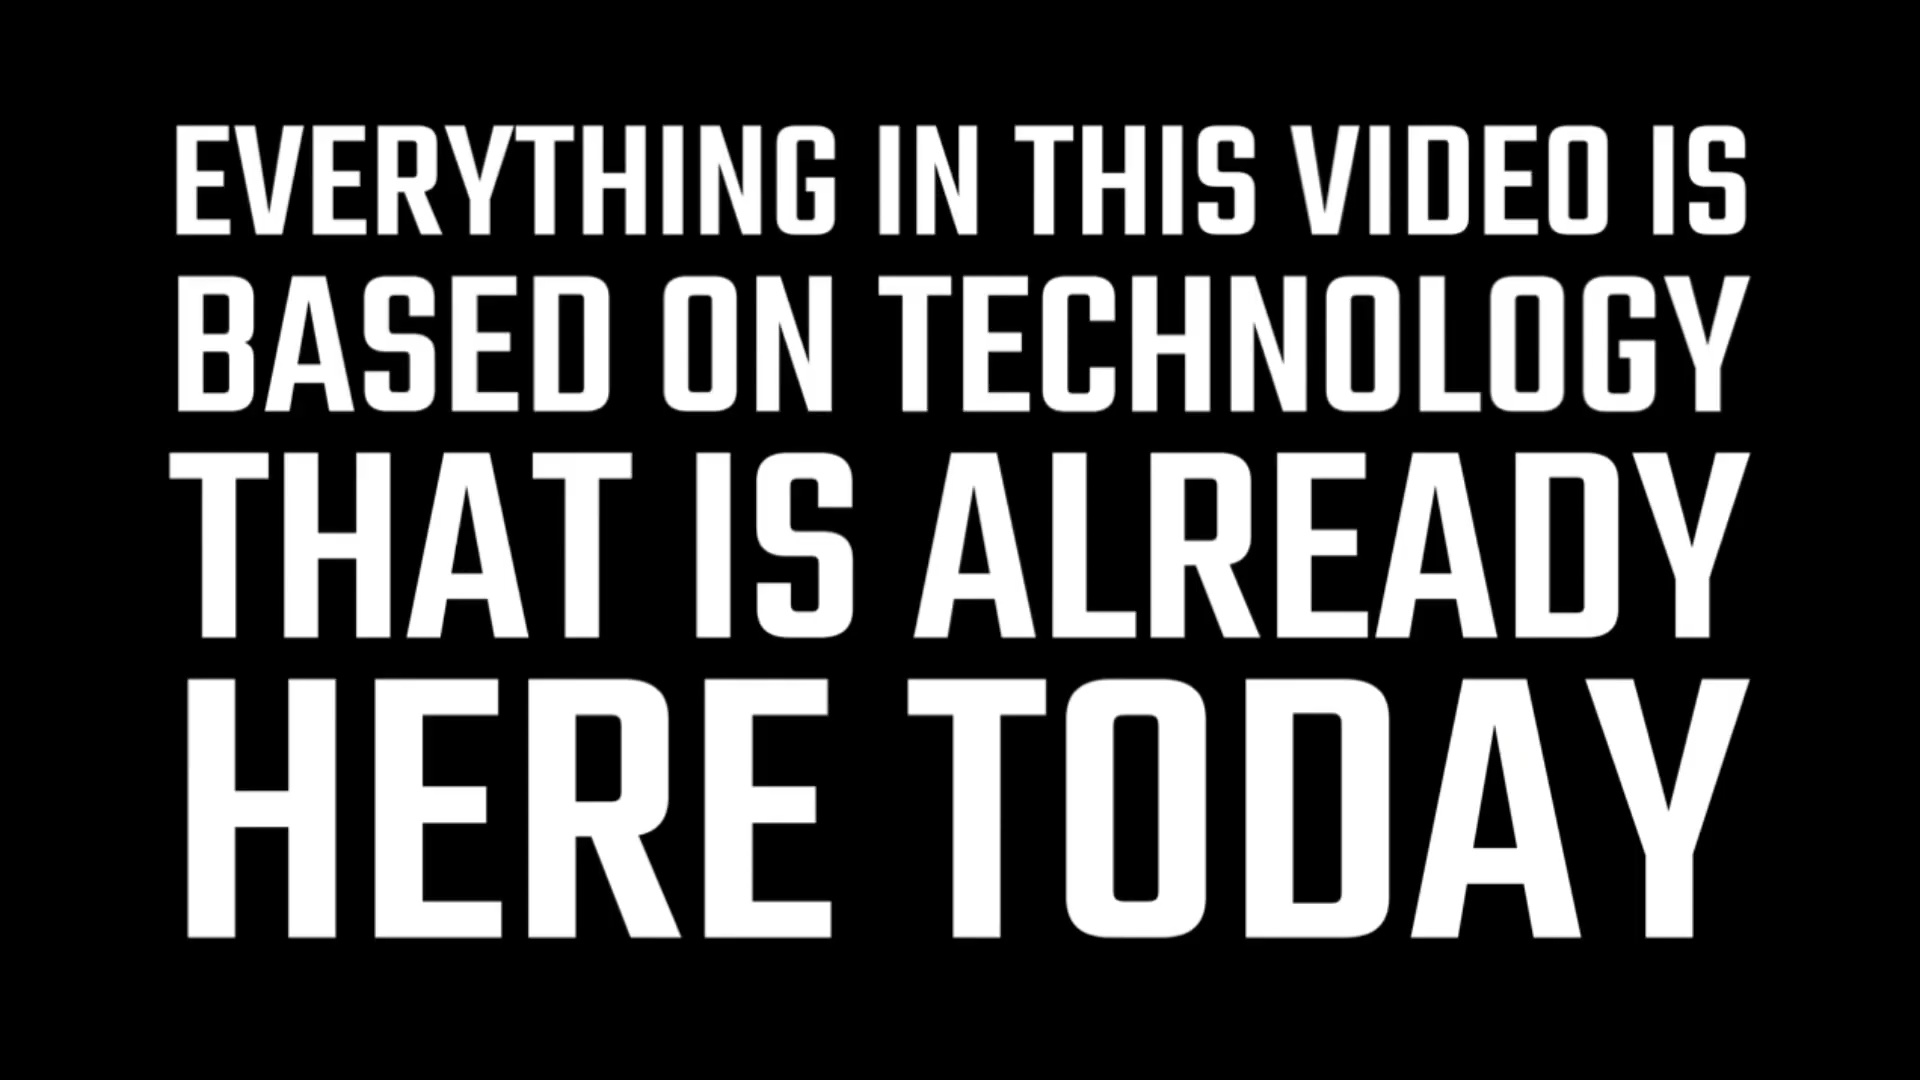 EVERYTHING IN THIS VIDEO IS
BASED ON TECHNOLOGY
THAT IS ALREADY
HERE TODAY